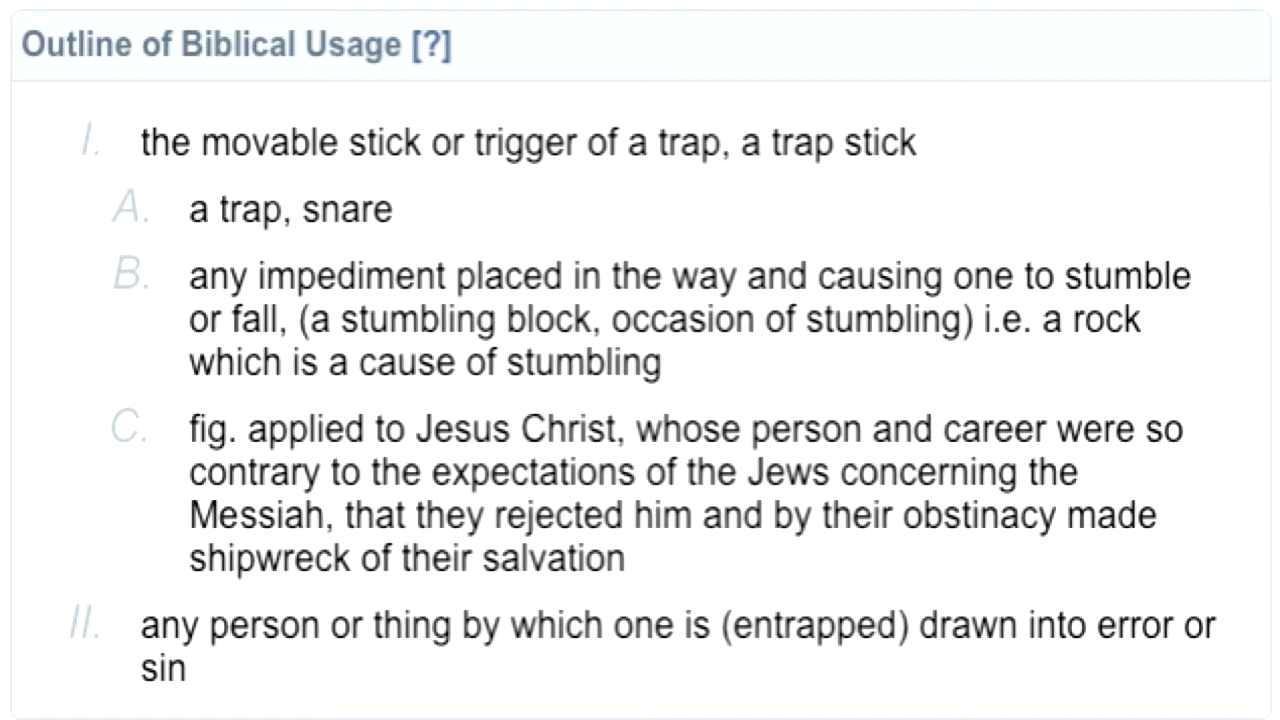 Outline of Biblical Usage [?]
I. the movable stick or trigger of a trap, a trap stick
A. a trap, snare
B. any impediment placed in the way and causing one to stumble
or fall, (a stumbling block, occasion of stumbling) i.e. a rock
which is a cause of stumbling
C. fig. applied to Jesus Christ, whose person and career were so
contrary to the expectations of the Jews concerning the
Messiah, that they rejected him and by their obstinacy made
shipwreck of their salvation
II. any person or thing by which one is (entrapped) drawn into error or
sin